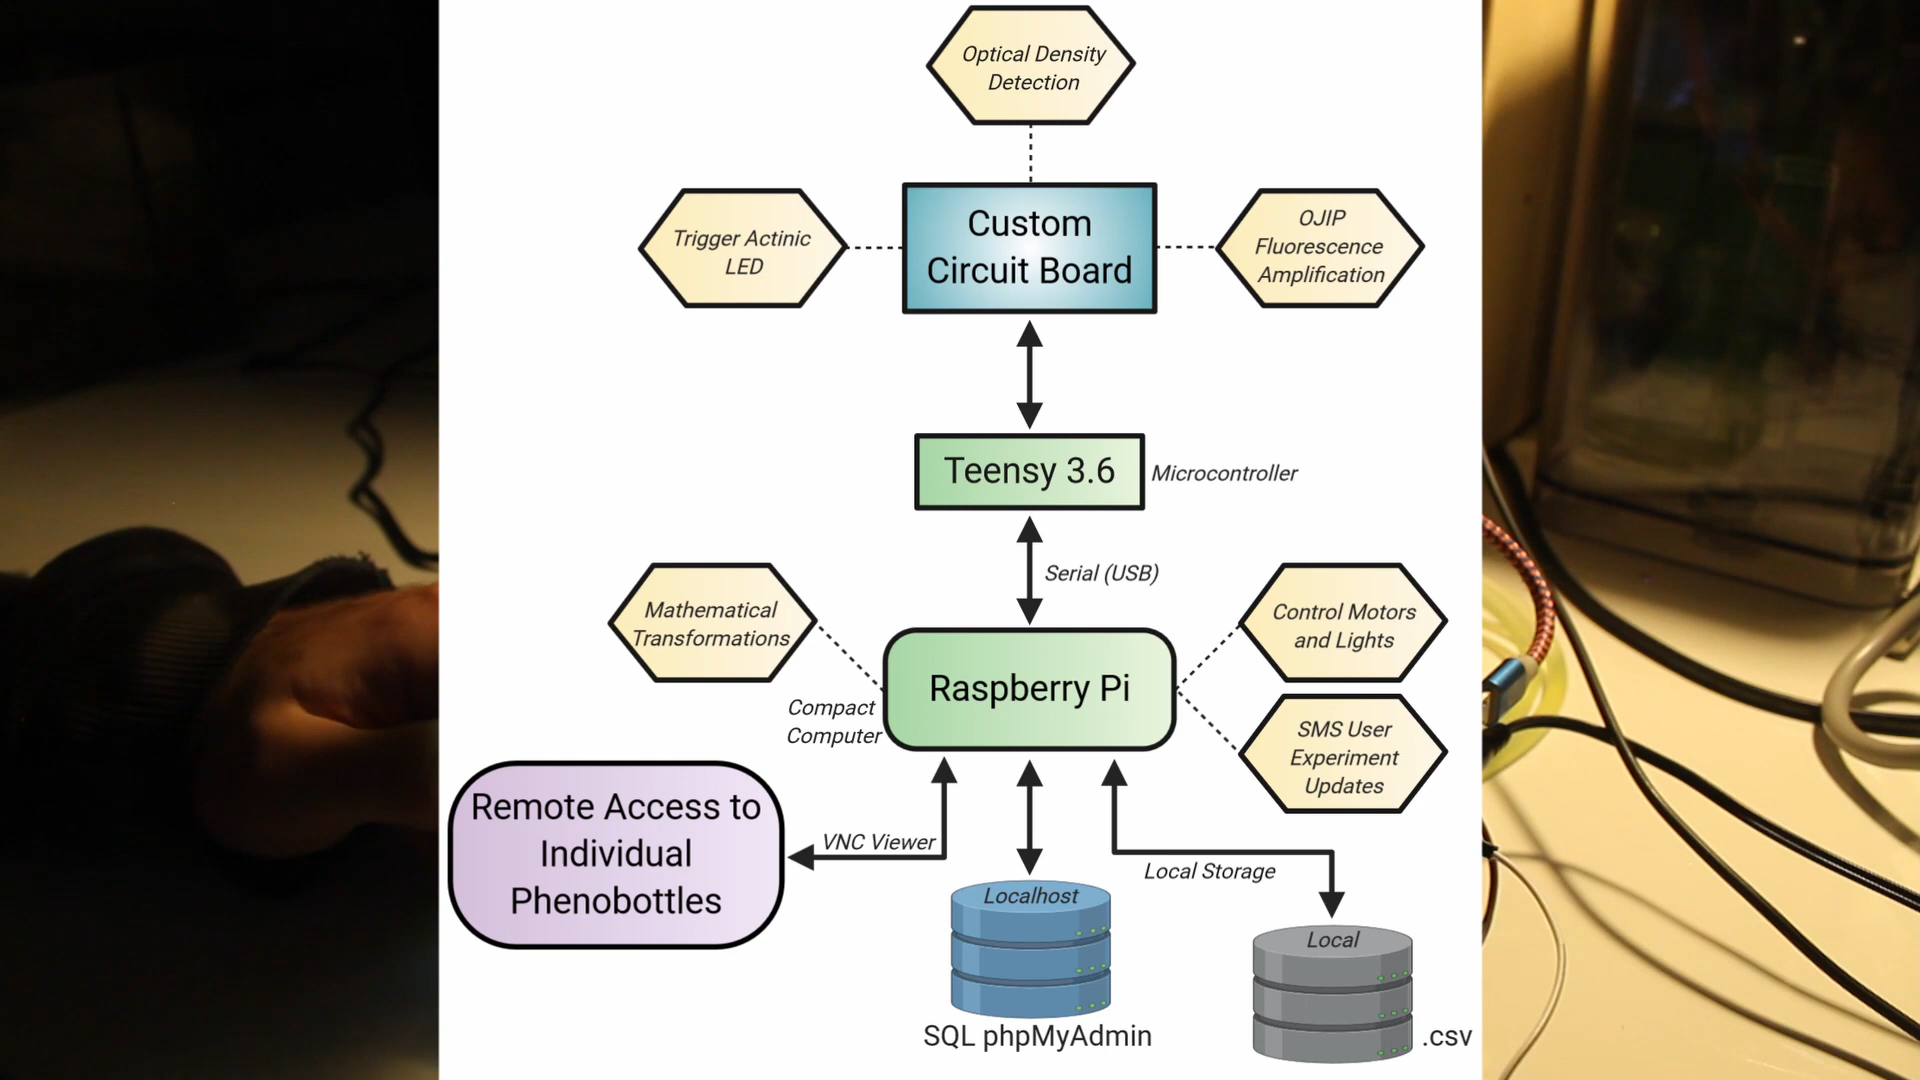 Optical Density
Detection
Trigger Actinic
LED
Custom
Circuit Board
OJIP
Fluorescence
Amplification
Teensy 3.6
Microcontroller
Serial (USB)
Mathematical
Transformations
Control Motors
and Lights
Raspberry Pi
Compact
Computer
SMS User
Experiment
Updates
Remote Access to
Individual
Phenobottles
VNC Viewer
Local Storage
Localhost
Local
SQL phpMyAdmin
.csv